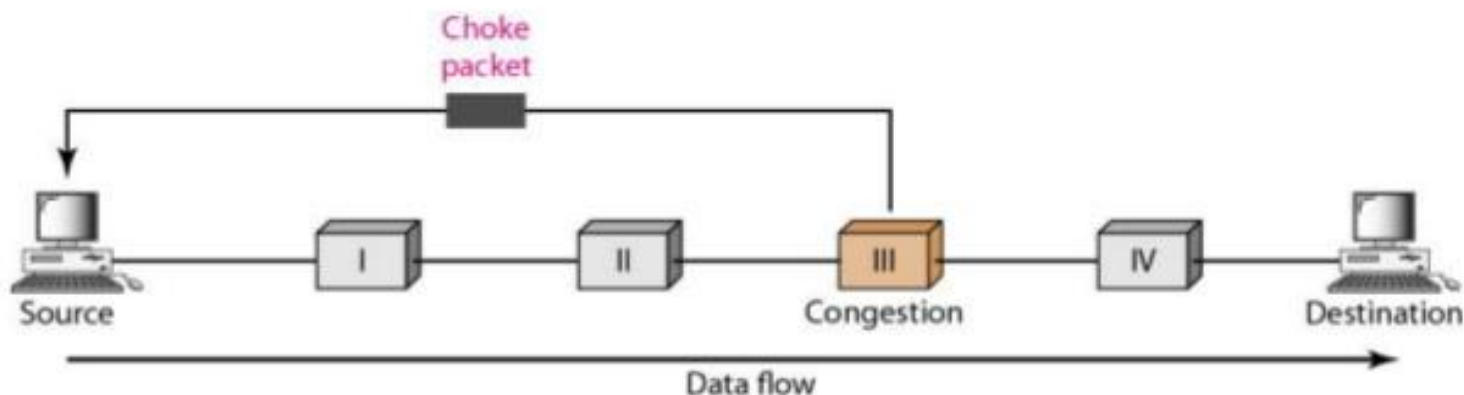 Choke
packet
I
II
III
IV
Source
Congestion
Destination
Data flow